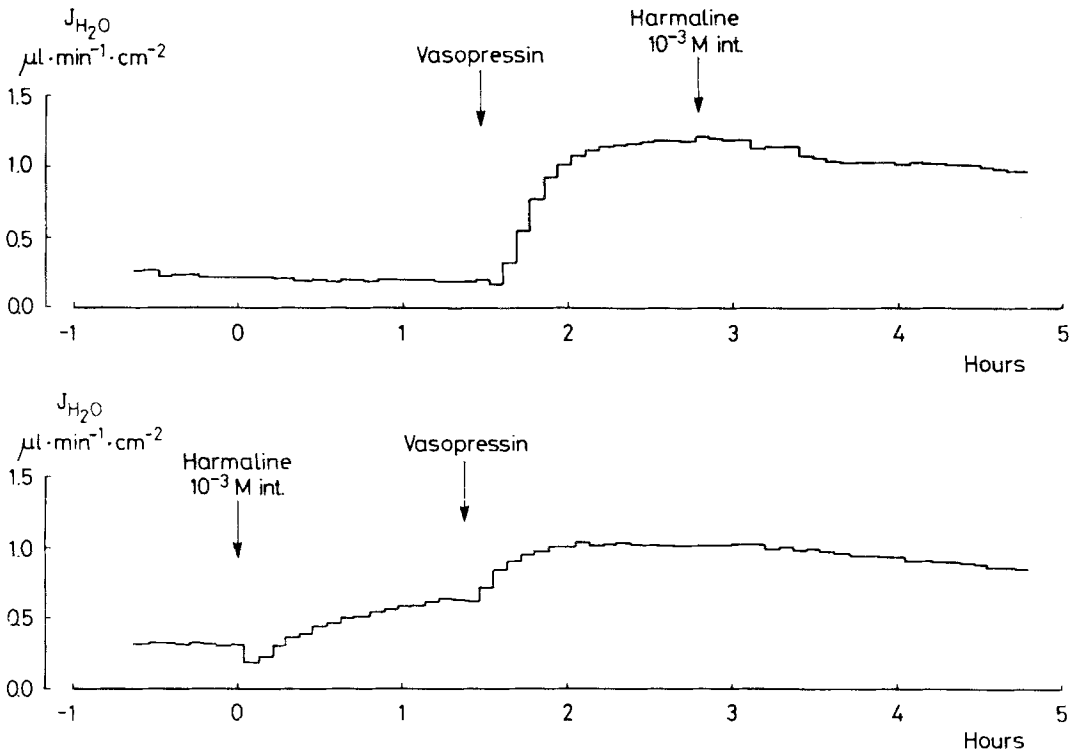 J_H₂O
µl·min⁻¹·cm⁻²
Vasopressin
Harmaline
10⁻³ M int.
1.5
1.0
0.5
0.0
-1 0 1 2 3 4 5
Hours
J_H₂O
µl·min⁻¹·cm⁻²
Harmaline
10⁻³ M int.
Vasopressin
1.5
1.0
0.5
0.0
-1 0 1 2 3 4 5
Hours